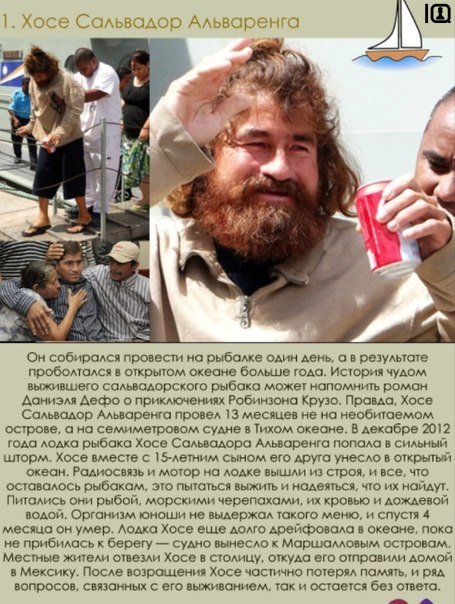 1. Хосе Сальвадор Альваренга
Он собирался провести на рыбалке один день, а в результате
проболтался в открытом океане больше года. История чудом
выжившего сальвадорского рыбака может напомнить роман
Даниэля Дефо о приключениях Робинзона Крузо. Правда, Хосе
Сальвадор Альваренга провел 13 месяцев не на необитаемом
острове, а на семиметровом судне в Тихом океане. В декабре 2012
года лодка рыбака Хосе Сальвадора Альваренга попала в сильный
шторм. Хосе вместе с 15-летним сыном его друга унесло в открытый
океан. Радиосвязь и мотор на лодке вышли из строя, и все, что
оставалось рыбакам, это пытаться выжить и надеяться, что их найдут.
Питались они рыбой, морскими черепахами, их кровью и дождевой
водой. Организм юноши не выдержал такого меню, и спустя 4
месяца он умер. Лодка Хосе еще долго дрейфовала в океане, пока
не прибилась к берегу — судно вынесло к Маршалловым островам.
Местные жители отвезли Хосе в столицу, откуда его отправили домой
в Мексику. После возращения Хосе частично потерял память, и ряд
вопросов, связанных с его выживанием, так и остается без ответа.